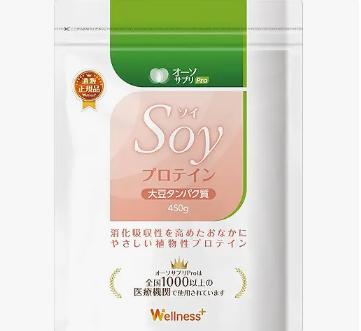 オーソ
サプリ Pro
正規品
ソイ
Soy
プロテイン
大豆タンパク質
450g
消化吸収性を高めたおなかに
やさしい植物性プロテイン
オーソサプリProは
全国1000以上の
医療機関で使用されています
Wellness+